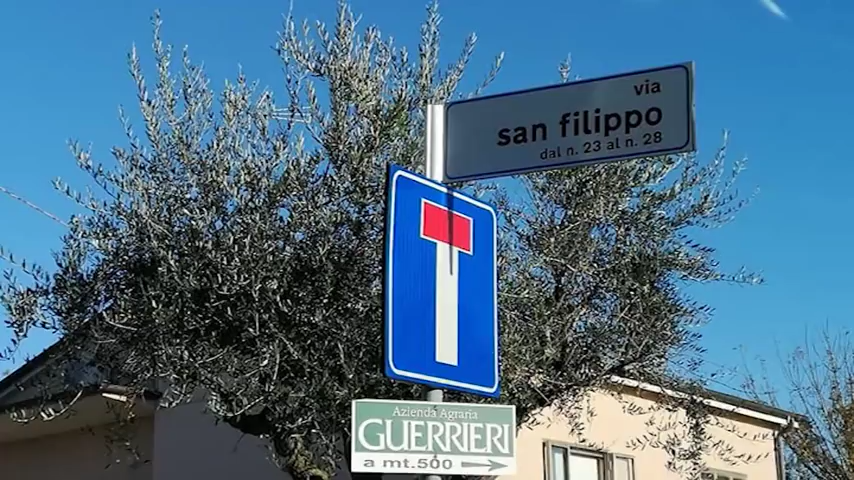 via
san filippo
dal n. 23 al n. 28
Azienda Agraria
GUERRIERI
a mt.500